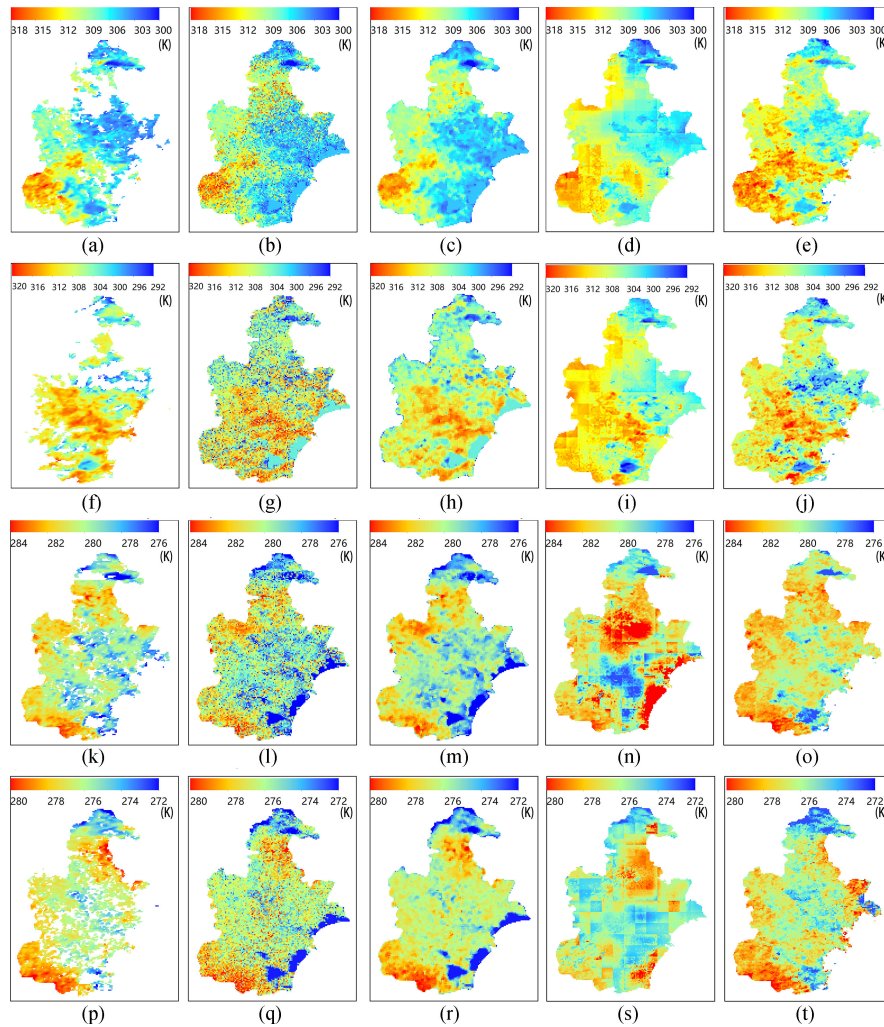 318 315 309 306 303 300 318 315 309 306 303 300 318 315 309 306 303 300 318 315 309 306 303 300 318 315 309 306 303 300
(K) (K) (K) (K) (K)
(a) (b) (c) (d) (e)
320 316 312 308 304 300 296 292 320 316 312 308 304 300 296 292 320 316 312 308 304 300 296 292 320 316 312 308 304 300 296 292 320 316 312 308 304 300 296 292
(K) (K) (K) (K) (K)
(f) (g) (h) (i) (j)
284 282 280 278 276 284 282 280 278 276 284 282 280 278 276 284 282 280 278 276 284 282 280 278 276
(K) (K) (K) (K) (K)
(k) (l) (m) (n) (o)
280 278 276 274 272 280 278 276 274 272 280 278 276 274 272 280 278 276 274 272 280 278 276 274 272
(K) (K) (K) (K) (K)
(p) (q) (r) (s) (t)